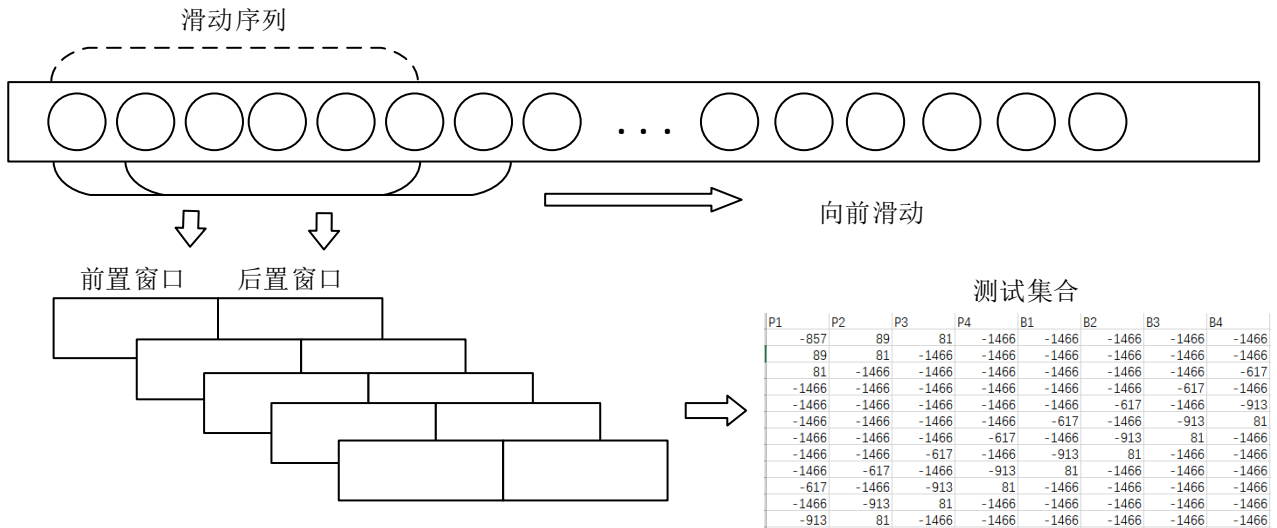 滑动序列
...
向前滑动
前置窗口 后置窗口
测试集合
P1 P2 P3 P4 B1 B2 B3 B4
-857 89 81 -1466 -1466 -1466 -1466 -1466
89 81 -1466 -1466 -1466 -1466 -1466 -1466
81 -1466 -1466 -1466 -1466 -1466 -1466 -617
-1466 -1466 -1466 -1466 -1466 -1466 -617 -1466
-1466 -1466 -1466 -1466 -1466 -617 -1466 -913
-1466 -1466 -1466 -1466 -617 -1466 -913 81
-1466 -1466 -1466 -617 -1466 -913 81 -1466
-1466 -1466 -617 -1466 -913 81 -1466 -1466
-1466 -617 -1466 -913 81 -1466 -1466 -1466
-617 -1466 -913 81 -1466 -1466 -1466 -1466
-1466 -913 81 -1466 -1466 -1466 -1466 -1466
-913 81 -1466 -1466 -1466 -1466 -1466 -1466